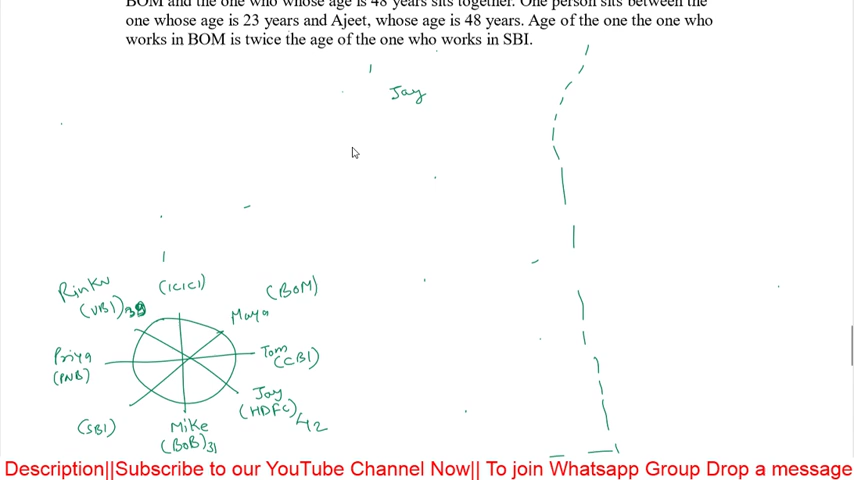 BOM and the one who whose age is 48 years sits together. One person sits between the
one whose age is 23 years and Ajeet, whose age is 48 years. Age of the one the one who
works in BOM is twice the age of the one who works in SBI.
Jay
Rinku
(UBI) 39
(ICICI)
(BOM)
Maya
Tom
(CBI)
Priya
(PNB)
Jay
(HDFC) 42
(SBI)
Mike
(BOB) 31
Description||Subscribe to our YouTube Channel Now|| To join Whatsapp Group Drop a message